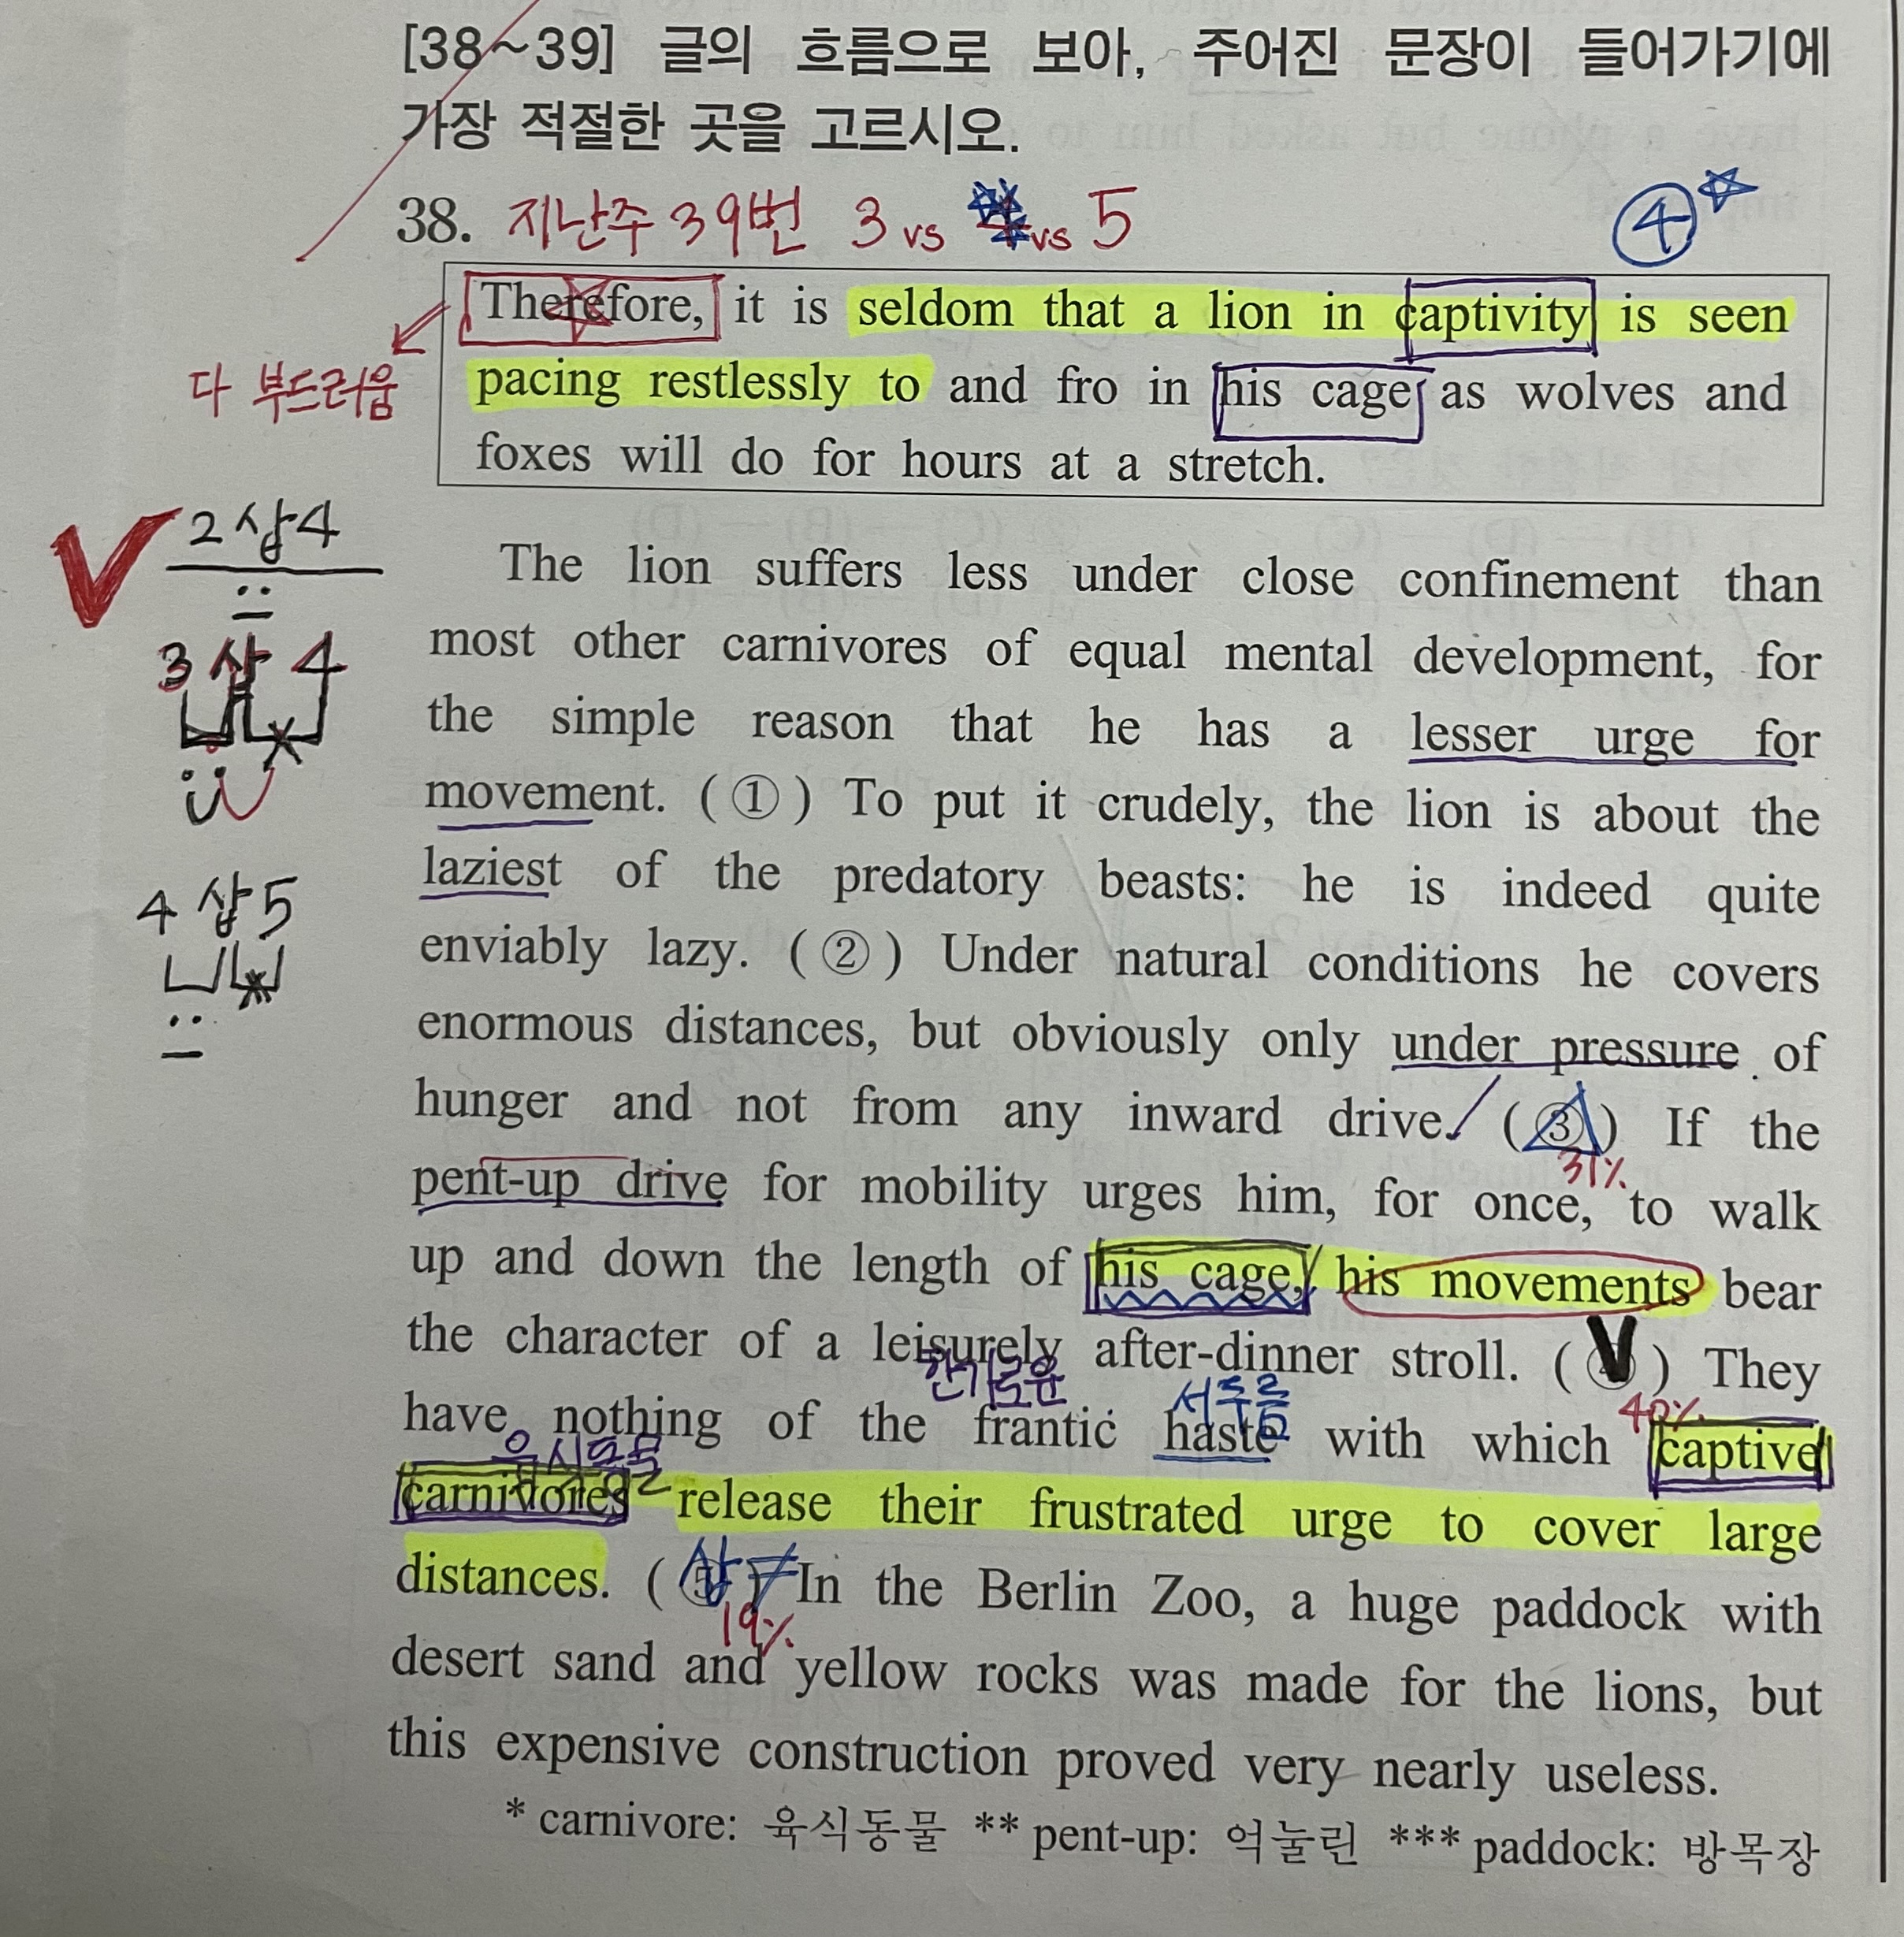 [38~39] 글의 흐름으로 보아, 주어진 문장이 들어가기에
가장 적절한 곳을 고르시오.
38. 지난주 39번 3 vs 4 vs 5 ④
Therefore, it is seldom that a lion in captivity is seen
pacing restlessly to and fro in his cage as wolves and
다 부드러움
foxes will do for hours at a stretch.
2 삽 4
The lion suffers less under close confinement than
3 삽 4
most other carnivores of equal mental development, for
the simple reason that he has a lesser urge for
movement. ( ① ) To put it crudely, the lion is about the
laziest of the predatory beasts: he is indeed quite
4 삽 5
enviably lazy. ( ② ) Under natural conditions he covers
enormous distances, but obviously only under pressure of
hunger and not from any inward drive. ( ③ ) If the
31%
pent-up drive for mobility urges him, for once, to walk
up and down the length of his cage, his movements bear
the character of a leisurely after-dinner stroll. ( ④ ) They
한가로운
서두름
40%
have nothing of the frantic haste with which captive
육식동물
carnivores release their frustrated urge to cover large
distances. ( ⑤ ) In the Berlin Zoo, a huge paddock with
삽
19%
desert sand and yellow rocks was made for the lions, but
this expensive construction proved very nearly useless.
* carnivore: 육식동물 ** pent-up: 억눌린 *** paddock: 방목장